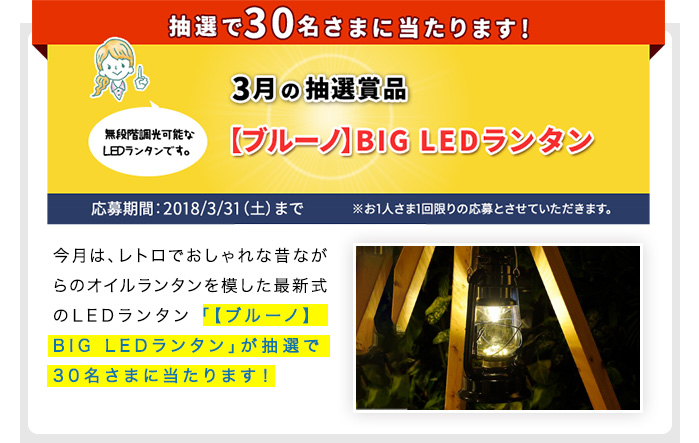 抽選で30名さまに当たります!
3月の抽選賞品
無段階調光可能な
LEDランタンです。
【ブルーノ】BIG LEDランタン
応募期間:2018/3/31(土)まで
※お1人さま1回限りの応募とさせていただきます。
今月は、レトロでおしゃれな昔なが
らのオイルランタンを模した最新式
のLEDランタン「【ブルーノ】
BIG LEDランタン」が抽選で
30名さまに当たります!